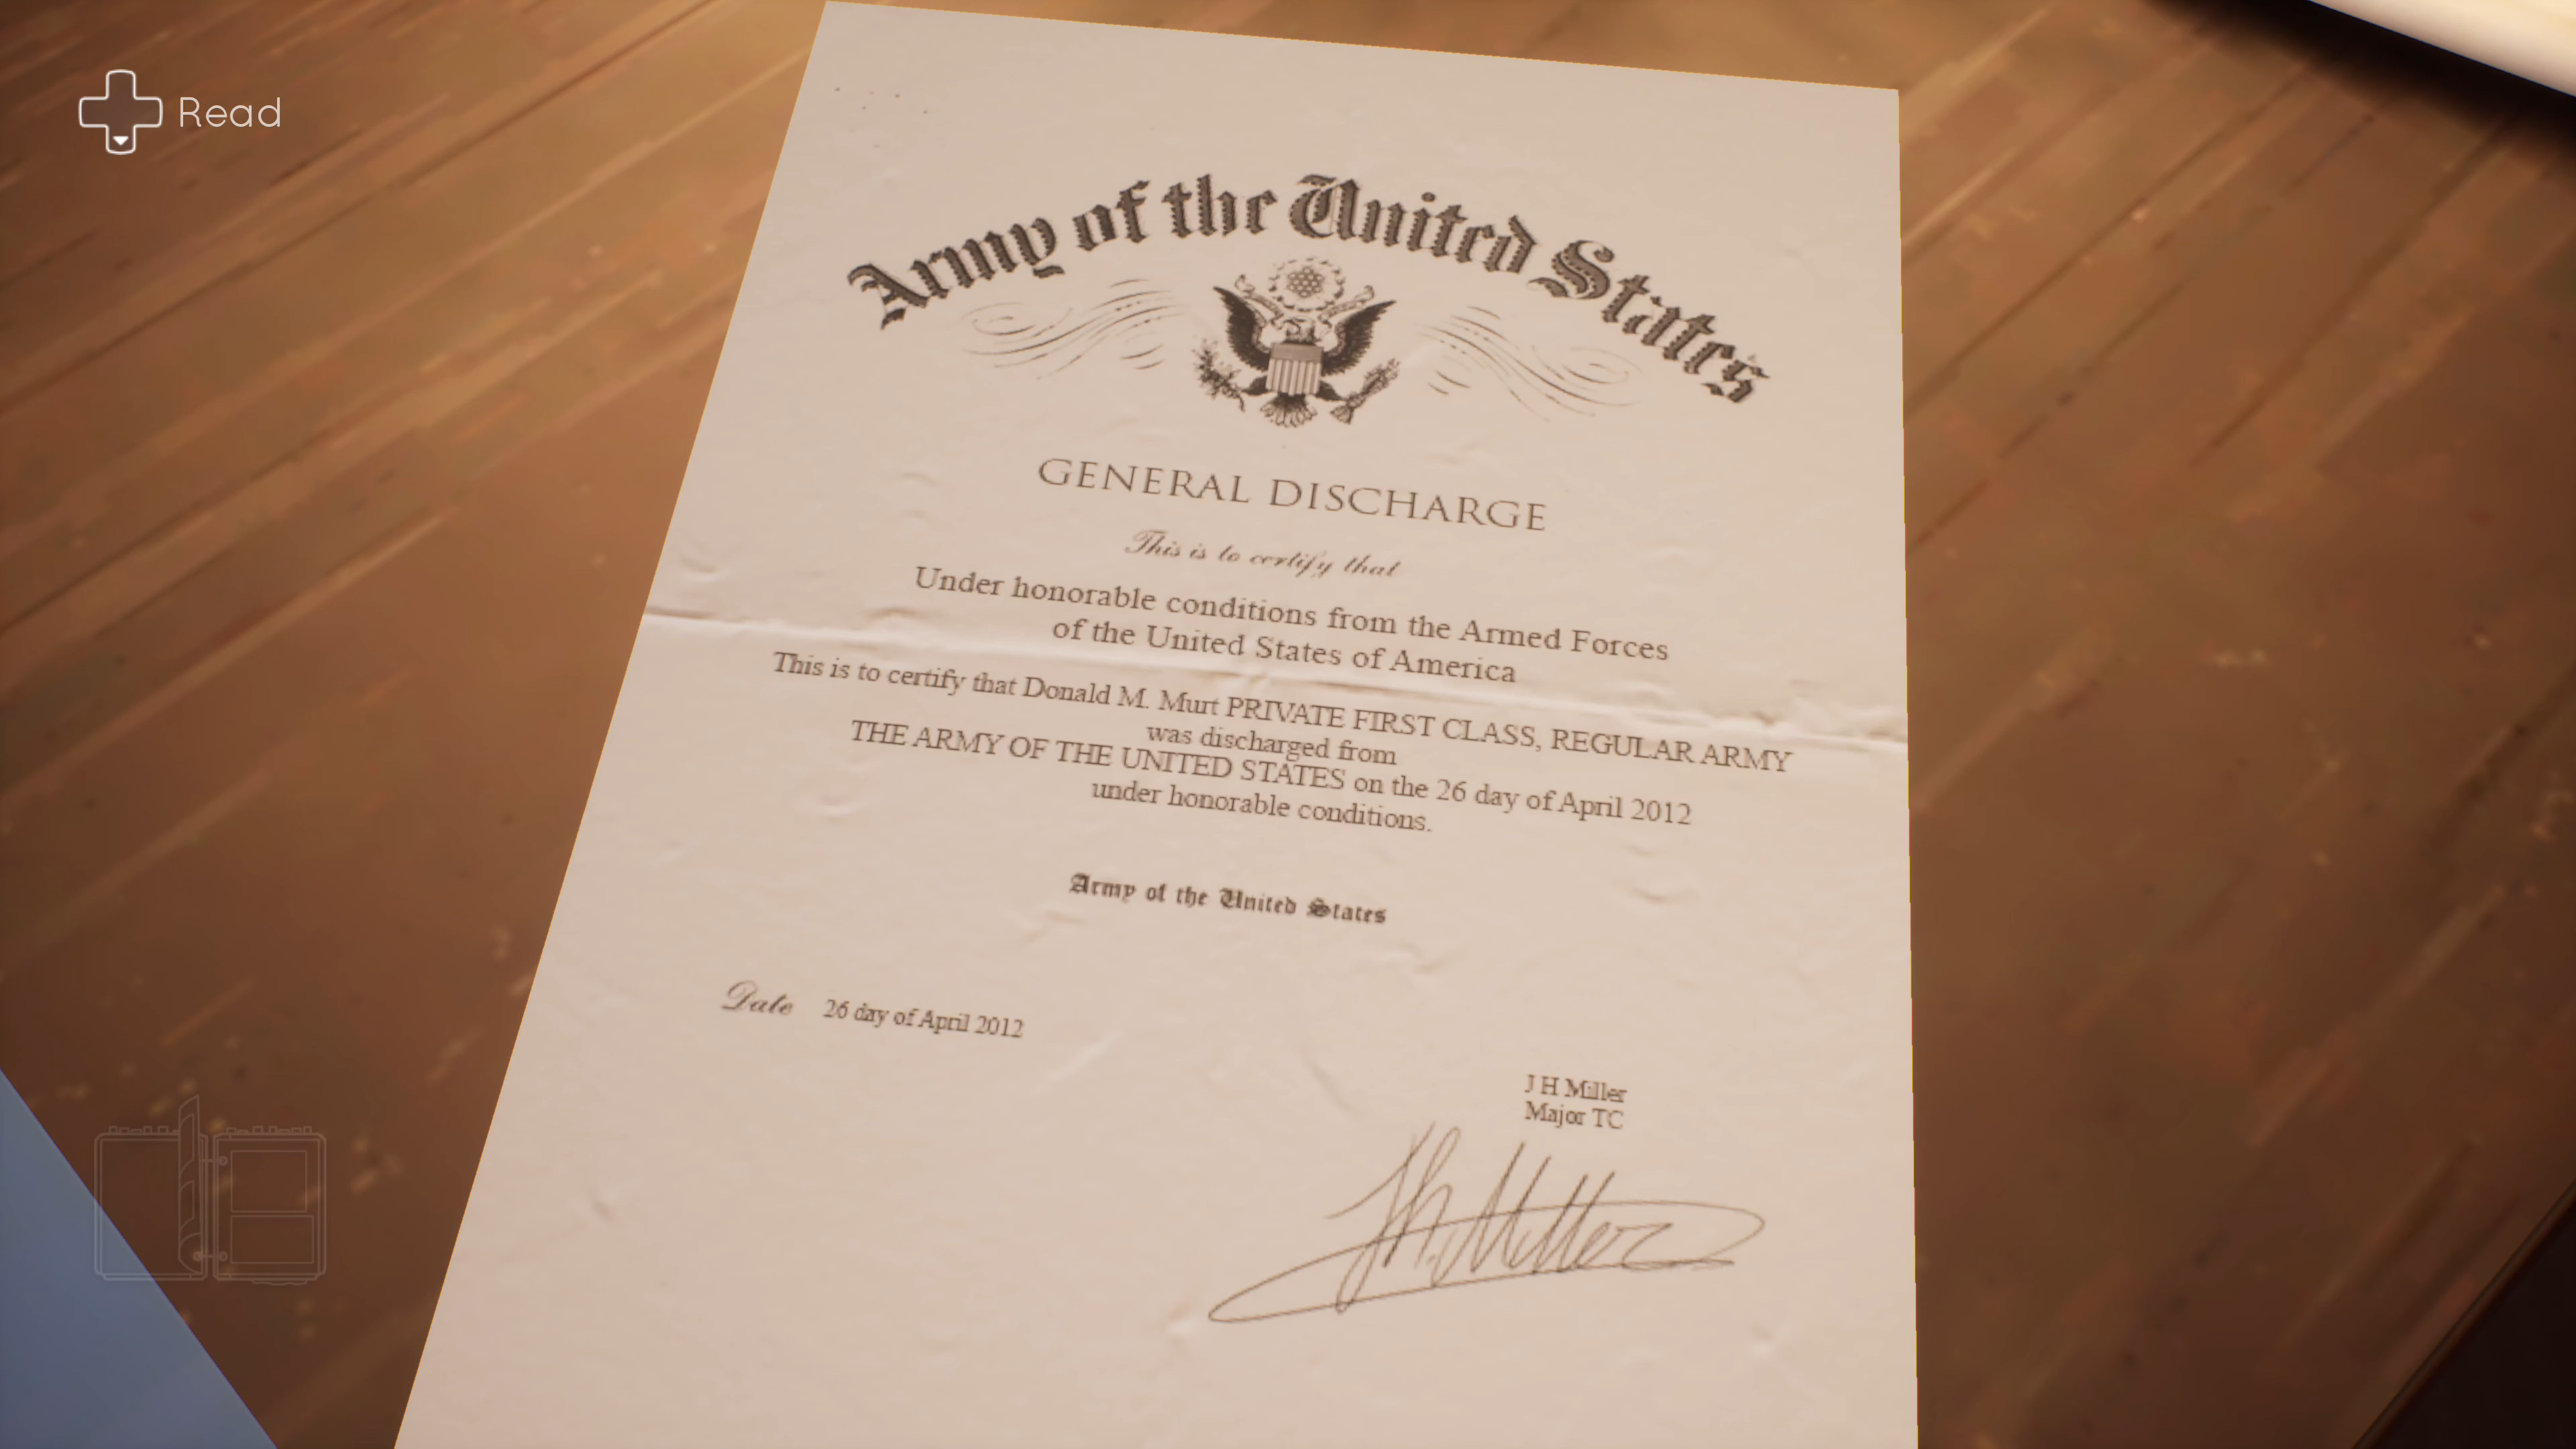 Read
Army of the United States
GENERAL DISCHARGE
This is to certify that
Under honorable conditions from the Armed Forces
of the United States of America
This is to certify that Donald M. Murt PRIVATE FIRST CLASS, REGULAR ARMY
was discharged from
THE ARMY OF THE UNITED STATES on the 26 day of April 2012
under honorable conditions.
Army of the United States
Date 26 day of April 2012
J H Miller
Major TC
J h. Miller